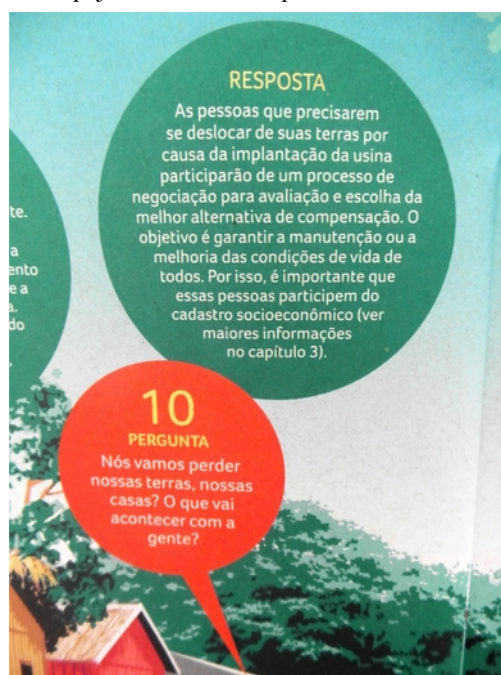 RESPOSTA
As pessoas que precisarem
se deslocar de suas terras por
causa da implantação da usina
participarão de um processo de
negociação para avaliação e escolha da
melhor alternativa de compensação. O
objetivo é garantir a manutenção ou a
melhoria das condições de vida de
todos. Por isso, é importante que
essas pessoas participem do
cadastro socioeconômico (ver
maiores informações
no capítulo 3).
te.
a
ento
e a
a.
do
10
PERGUNTA
Nós vamos perder
nossas terras, nossas
casas? O que vai
acontecer com a
gente?